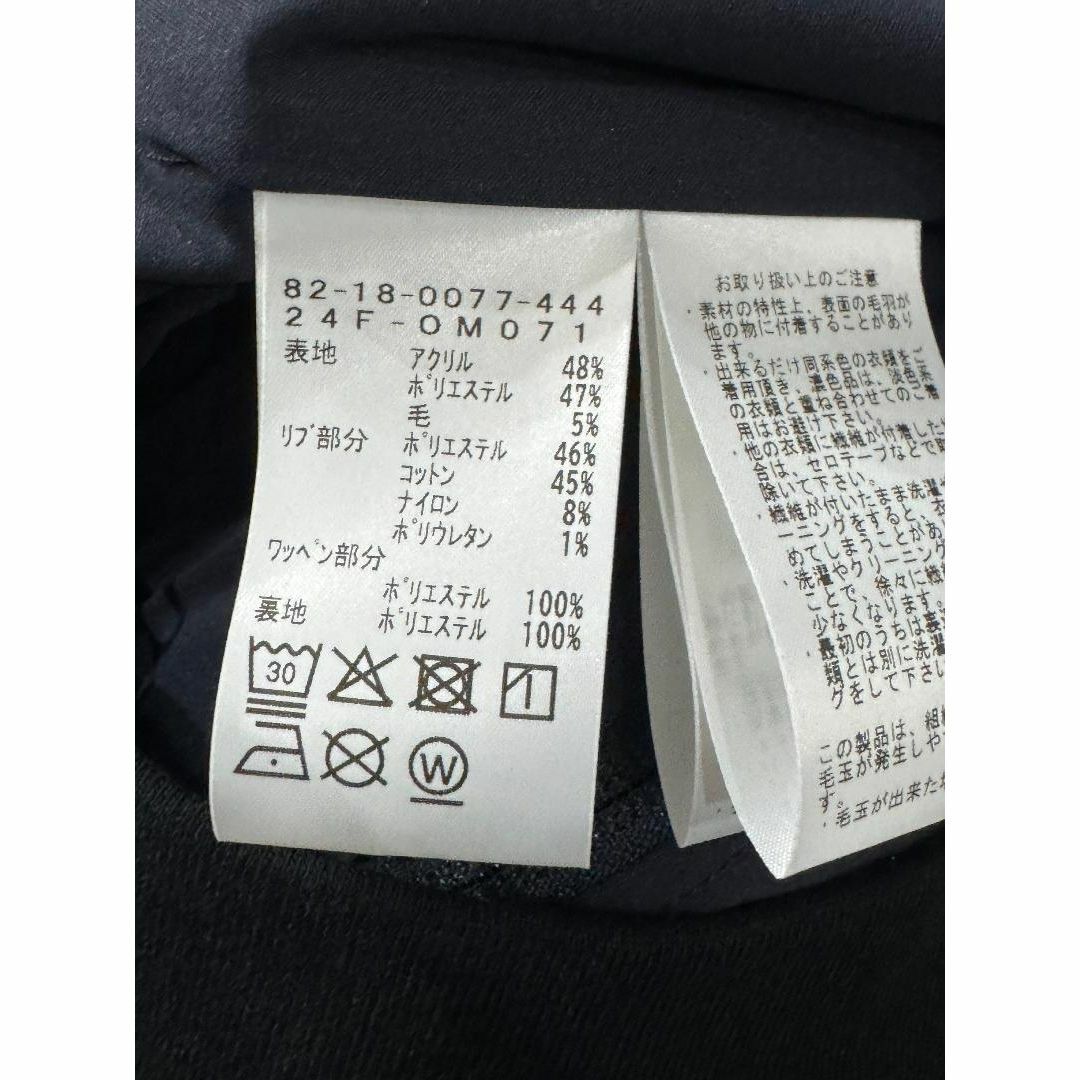 82-18-0077-444
24F-OM071
表地 アクリル 48%
ポリエステル 47%
毛 5%
リブ部分 ポリエステル 46%
コットン 45%
ナイロン 8%
ポリウレタン 1%
ワッペン部分
ポリエステル 100%
裏地 ポリエステル 100%
30
1
W
お取り扱い上のご注意
・素材の特性上、表面の毛羽が
他の物に付着することがあり
ます。
・出来るだけ同系色の衣類をご
着用頂き、濃色品は、淡色
の衣類と重ね合わせてのご着
用はお避け下さい。
・他の衣類に繊維が付着した
合は、セロテープなどで
除いて下さい。
・繊維が付いたまま洗濯
ーニングをすると、衣
めてしまうことがあ
・洗濯やクリーニング
ことで、徐々に繊
少なくなります。
最初のうちは裏
類とは別に洗濯
グをして下さい
この製品は、組
毛玉が発生しや
す。
・毛玉が出来た